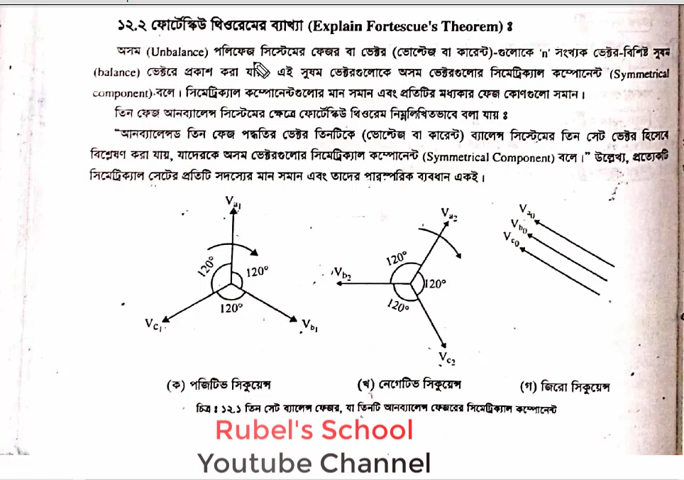 ১২.২ ফোর্টেস্কিউ থিওরেমের ব্যাখ্যা (Explain Fortescue's Theorem) ঃ
অসম (Unbalance) পলিফেজ সিস্টেমের ফেজর বা ভেক্টর (ভোল্টেজ বা কারেন্ট)-গুলোকে 'n' সংখ্যক ভেক্টর-বিশিষ্ট সুষম
(balance) ভেক্টরে প্রকাশ করা এই সুষম ভেক্টরগুলোকে অসম ভেক্টরগুলোর সিমেট্রিক্যাল কম্পোনেন্ট (Symmetrical
component) বলে। সিমেট্রিক্যাল কম্পোনেন্টগুলোর মান সমান এবং প্রতিটির মধ্যকার ফেজ কোণগুলো সমান।
তিন ফেজ আনব্যালেন্স সিস্টেমের ক্ষেত্রে ফোর্টেস্কিউ থিওরেম নিম্নলিখিতভাবে বলা যায় ঃ
"আনব্যালেন্সড তিন ফেজ পদ্ধতির ভেক্টর তিনটিকে (ভোল্টেজ বা কারেন্ট) ব্যালেন্স সিস্টেমের তিন সেট ভেক্টর হিসেবে
বিশ্লেষণ করা যায়, যাদেরকে অসম ভেক্টরগুলোর সিমেট্রিক্যাল কম্পোনেন্ট (Symmetrical Component) বলে।" উল্লেখ্য, প্রত্যেকটি
সিমেট্রিক্যাল সেটের প্রতিটি সদস্যের মান সমান এবং তাদের পারস্পরিক ব্যবধান একই।
Va1
120°
120°
120°
Vc1
Vb1
Va2
120°
Vb2
120°
120°
Vc2
Va0
Vb0
Vc0
(ক) পজিটিভ সিকুয়েন্স
(খ) নেগেটিভ সিকুয়েন্স
(গ) জিরো সিকুয়েন্স
চিত্র ঃ ১২.১ তিন সেট ব্যালেন্স ফেজর, যা তিনটি আনব্যালেন্স ফেজরের সিমেট্রিক্যাল কম্পোনেন্ট
Rubel's School
Youtube Channel